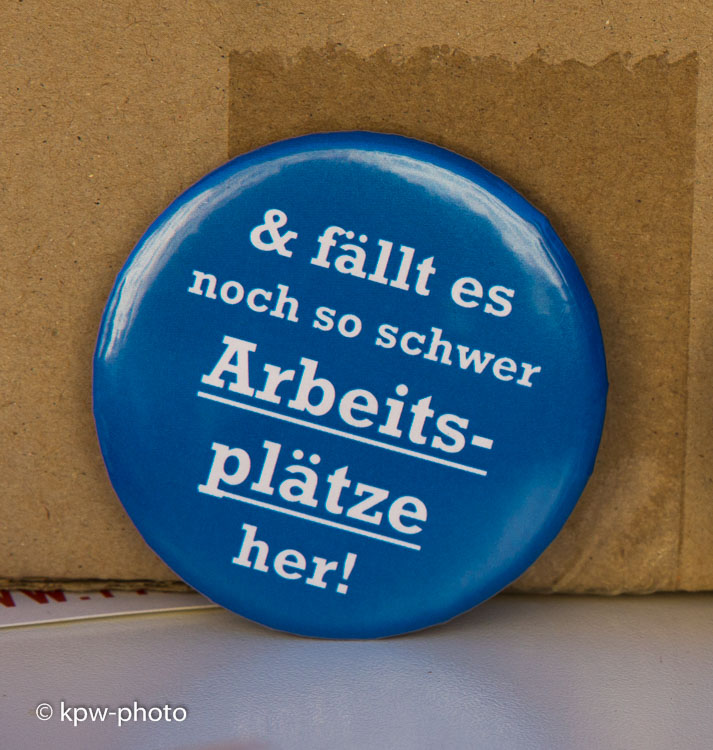 & fällt es
noch so schwer
Arbeits-
plätze
her!
© kpw-photo